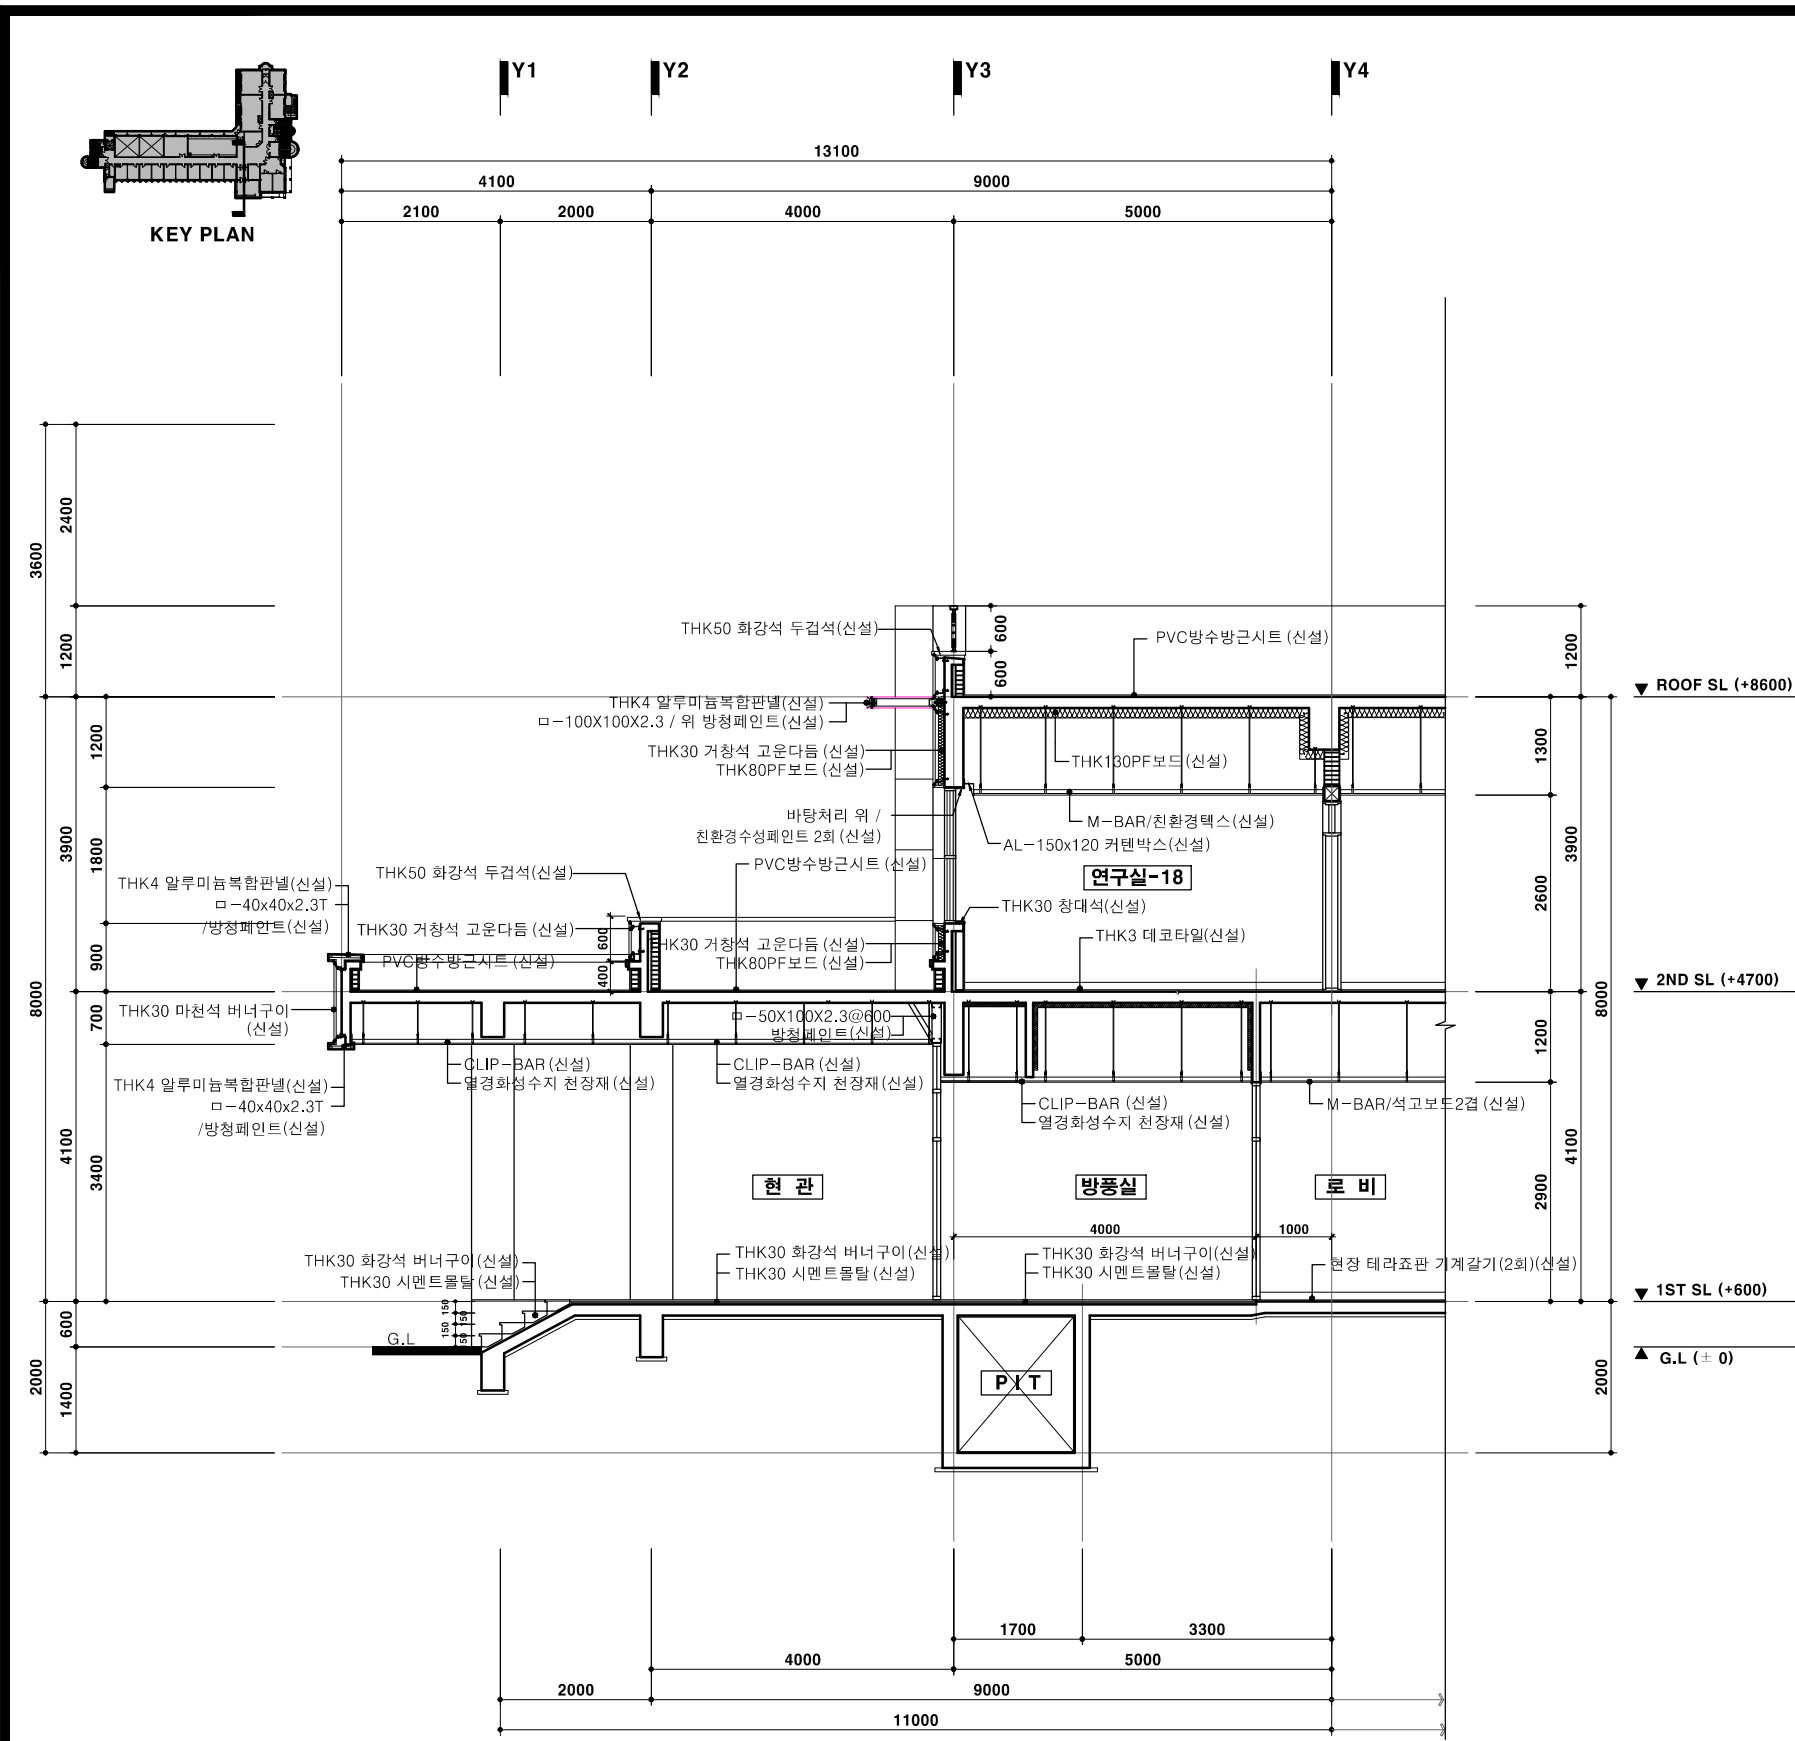 Y1
Y2
Y3
Y4
KEY PLAN
13100
4100
9000
2100
2000
4000
5000
3600
2400
1200
8000
3900
4100
2000
600
1400
1200
1800
900
700
3400
THK50 화강석 두겁석(신설)
600
600
PVC방수방근시트(신설)
1200
ROOF SL (+8600)
THK4 알루미늄복합판넬(신설)
ㅁ-100X100X2.3 / 위 방청페인트(신설)
THK30 거창석 고운다듬(신설)
THK80PF보드(신설)
THK130PF보드(신설)
1300
바탕처리 위 /
친환경수성페인트 2회(신설)
M-BAR/친환경텍스(신설)
AL-150x120 커텐박스(신설)
3900
THK50 화강석 두겁석(신설)
PVC방수방근시트(신설)
연구실-18
2600
THK4 알루미늄복합판넬(신설)
ㅁ-40x40x2.3T
/방청페인트(신설)
THK30 창대석(신설)
THK30 거창석 고운다듬(신설)
600
400
THK30 거창석 고운다듬(신설)
THK80PF보드(신설)
THK3 데코타일(신설)
PVC방수방근시트(신설)
2ND SL (+4700)
8000
THK30 마천석 버너구이
(신설)
ㅁ-50X100X2.3@600
방청페인트(신설)
1200
CLIP-BAR(신설)
열경화성수지 천장재(신설)
CLIP-BAR(신설)
열경화성수지 천장재(신설)
THK4 알루미늄복합판넬(신설)
ㅁ-40x40x2.3T
/방청페인트(신설)
CLIP-BAR (신설)
열경화성수지 천장재(신설)
M-BAR/석고보드2겹(신설)
4100
현 관
방풍실
로 비
2900
4000
1000
THK30 화강석 버너구이(신설)
THK30 시멘트몰탈(신설)
THK30 화강석 버너구이(신설)
THK30 시멘트몰탈(신설)
THK30 화강석 버너구이(신설)
THK30 시멘트몰탈(신설)
현장 테라죠판 기계갈기(2회)(신설)
1ST SL (+600)
150
150
150
150
G.L
G.L (± 0)
2000
PIT
1700
3300
4000
5000
2000
9000
11000